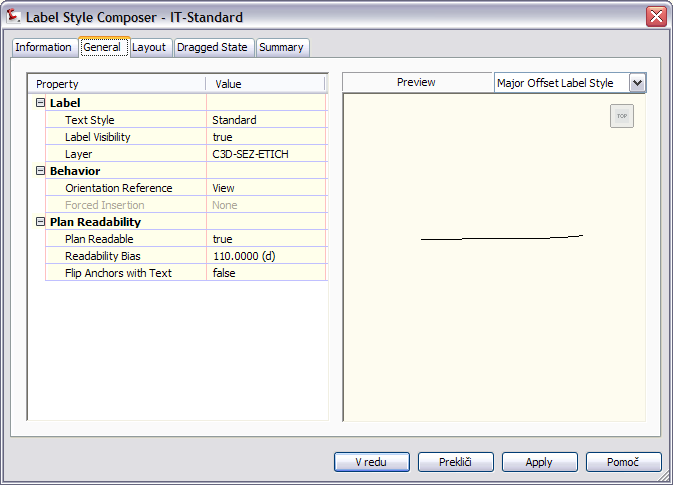 Label Style Composer - IT-Standard
Information General Layout Dragged State Summary
Property Value
Label
Text Style Standard
Label Visibility true
Layer C3D-SEZ-ETICH
Behavior
Orientation Reference View
Forced Insertion None
Plan Readability
Plan Readable true
Readability Bias 110.0000 (d)
Flip Anchors with Text false
Preview Major Offset Label Style
TOP
V redu Prekliči Apply Pomoč